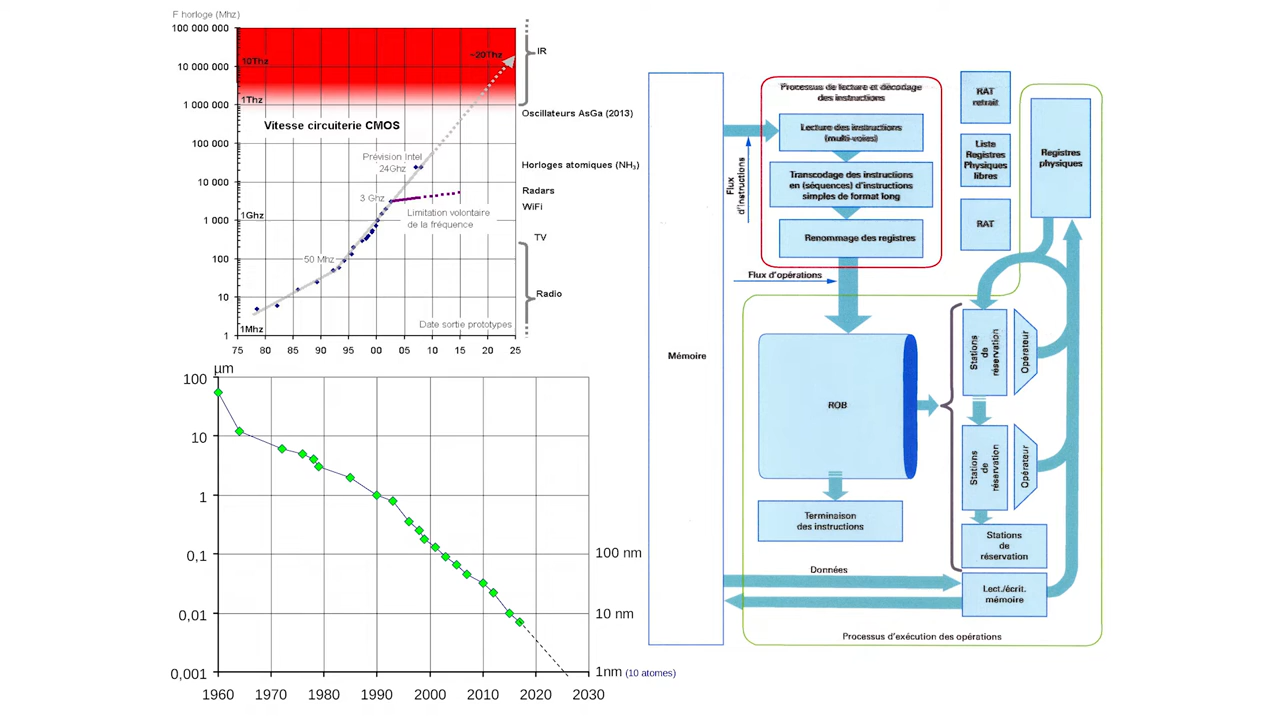 F horloge (Mhz)
100 000 000
10 000 000
1 000 000
100 000
10 000
1 000
100
10
1
10Thz
1Thz
1Ghz
1Mhz
~20Thz
Vitesse circuiterie CMOS
Prévision Intel
24Ghz
3 Ghz
Limitation volontaire
de la fréquence
50 Mhz
Date sortie prototypes
75 80 85 90 95 00 05 10 15 20 25
IR
Oscillateurs AsGa (2013)
Horloges atomiques (NH₃)
Radars
WiFi
TV
Radio
µm
100
10
1
0,1
0,01
0,001
100 nm
10 nm
1nm (10 atomes)
1960 1970 1980 1990 2000 2010 2020 2030
Mémoire
Processus de lecture et décodage
des instructions
Lecture des instructions
(multi-voies)
Transcodage des instructions
en (séquences) d'instructions
simples de format long
Renommage des registres
Flux
d'instructions
Flux d'opérations
RAT
retrait
Liste
Registres
Physiques
libres
RAT
Registres
physiques
ROB
Terminaison
des instructions
Stations
de
réservation
Opérateur
Stations
de
réservation
Opérateur
Stations
de
réservation
Données
Lect./écrit.
mémoire
Processus d'exécution des opérations